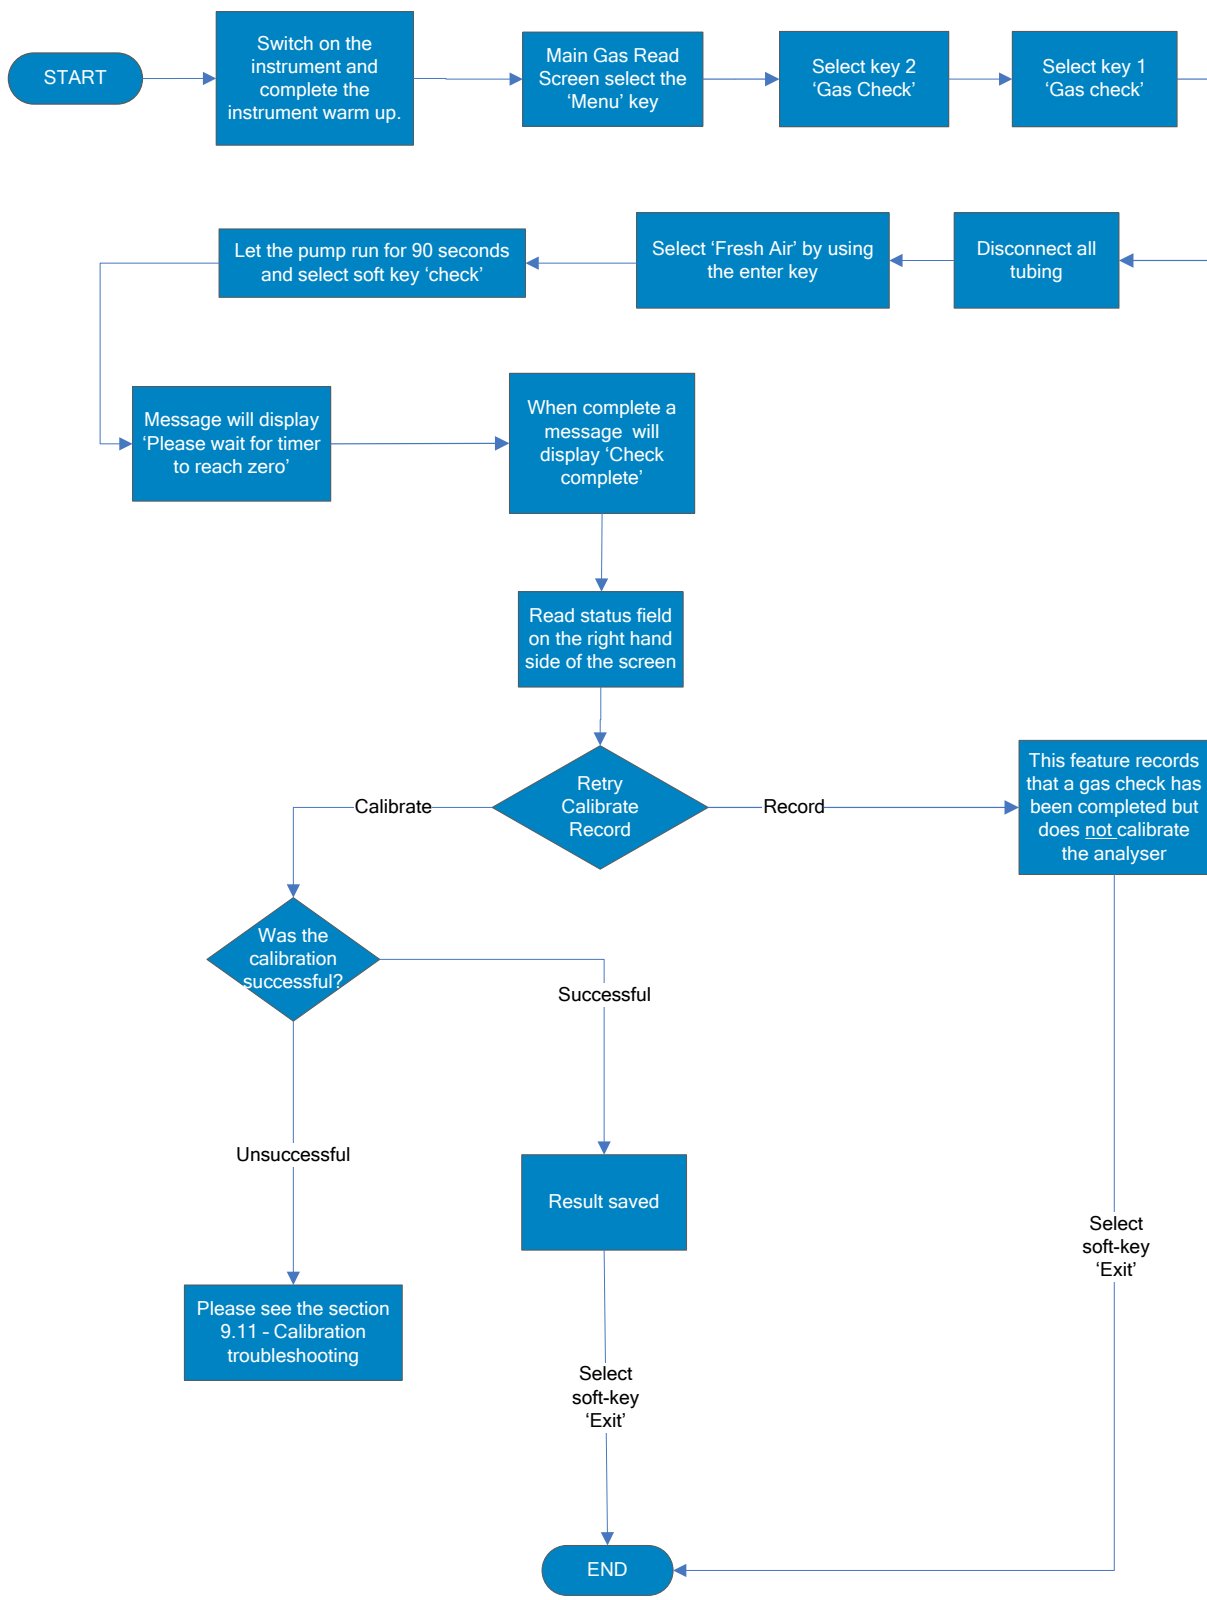 START
Switch on the
instrument and
complete the
instrument warm up.
Main Gas Read
Screen select the
‘Menu’ key
Select key 2
‘Gas Check’
Select key 1
‘Gas check’
Disconnect all
tubing
Select ‘Fresh Air’ by using
the enter key
Let the pump run for 90 seconds
and select soft key ‘check’
Message will display
‘Please wait for timer
to reach zero’
When complete a
message will
display ‘Check
complete’
Read status field
on the right hand
side of the screen
Retry
Calibrate
Record
Calibrate
Record
This feature records
that a gas check has
been completed but
does not calibrate
the analyser
Was the
calibration
successful?
Successful
Unsuccessful
Result saved
Please see the section
9.11 - Calibration
troubleshooting
Select
soft-key
‘Exit’
Select
soft-key
‘Exit’
END